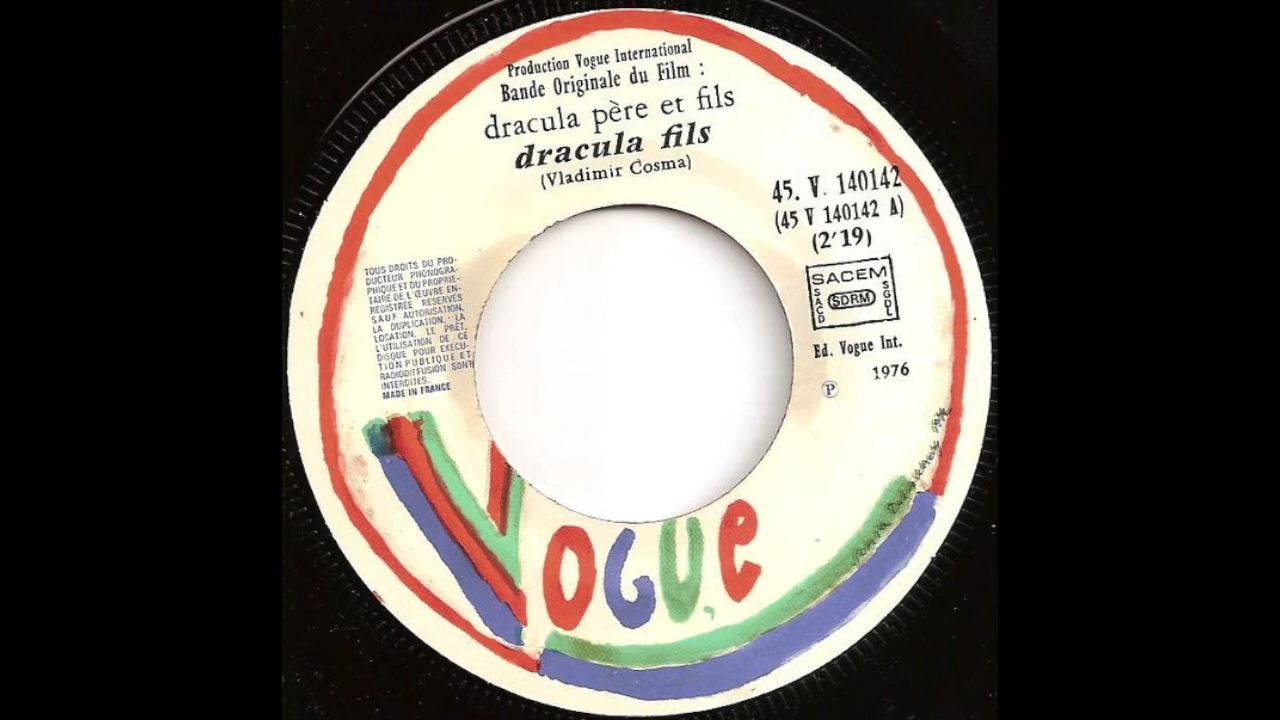 Production Vogue International
Bande Originale du Film :
dracula père et fils
dracula fils
(Vladimir Cosma)
45. V. 140142
(45 V 140142 A)
(2'19)
SACEM
SACD
SDRM
SGDL
Ed. Vogue Int.
℗ 1976
TOUS DROITS DU PRO-
DUCTEUR PHONOGRA-
PHIQUE ET DU PROPRIE-
TAIRE DE L'ŒUVRE EN-
REGISTRÉE RESERVÉS
SAUF AUTORISATION,
LA DUPLICATION, LA
LOCATION, LE PRÊT,
L'UTILISATION DE CE
DISQUE POUR EXECU-
TION PUBLIQUE ET
RADIODIFFUSION SONT
INTERDITES.
MADE IN FRANCE
VOGUE